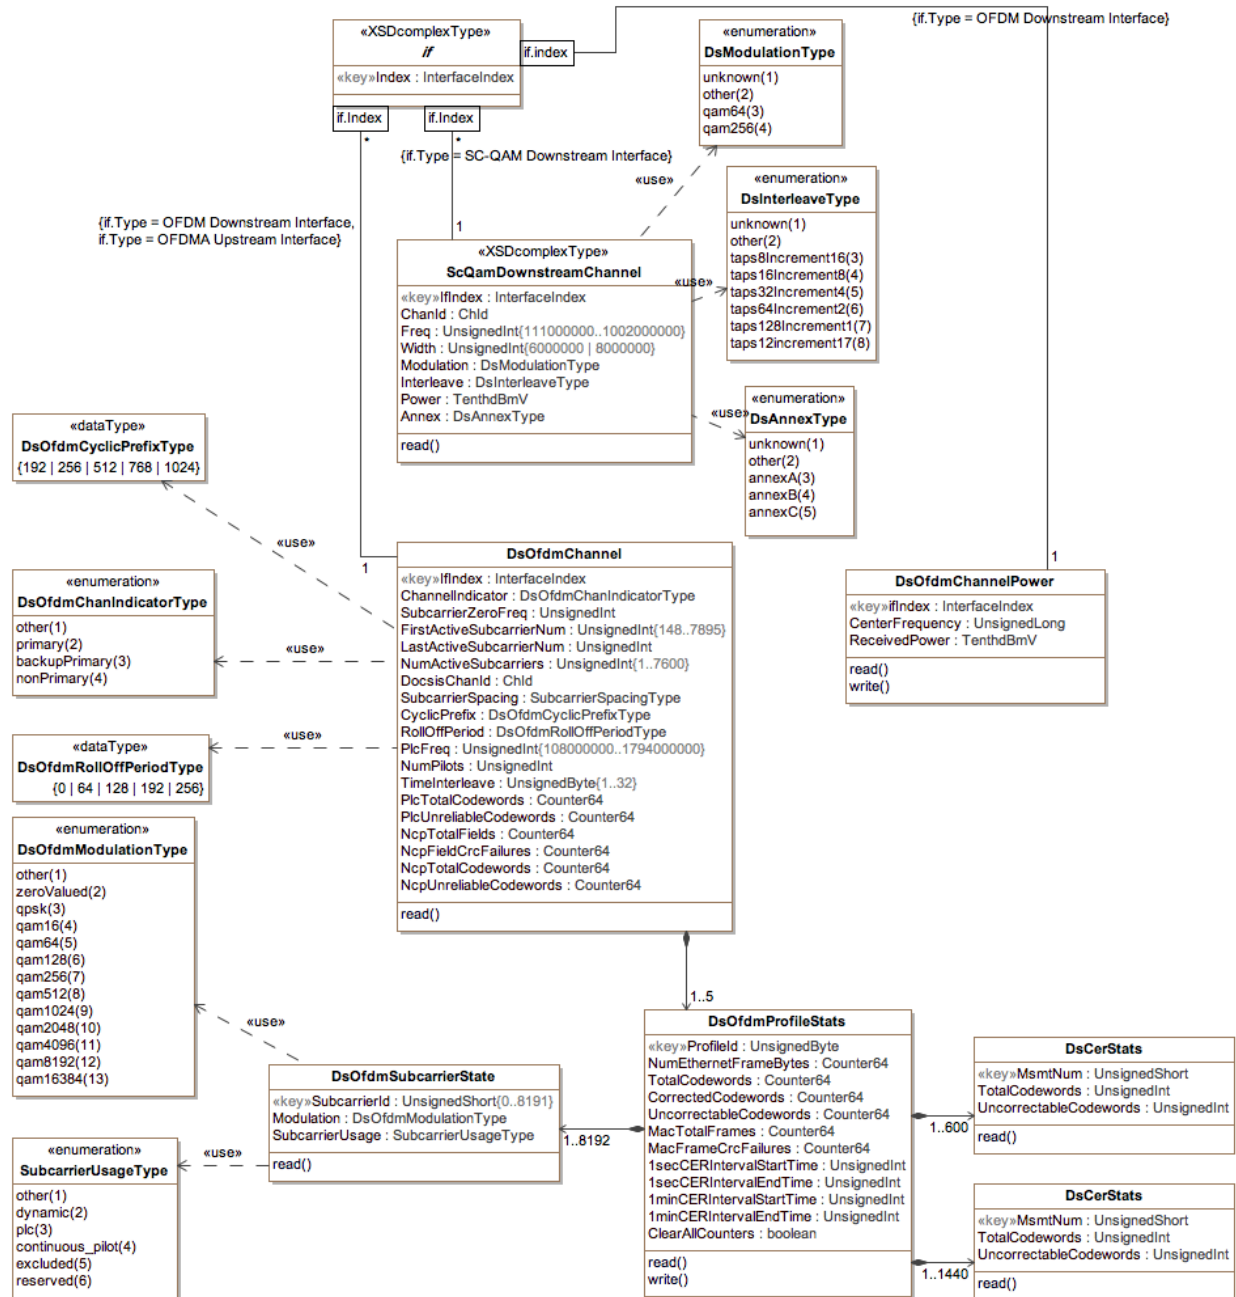 «XSDcomplexType»
if
«key»Index : InterfaceIndex
if.index
{if.Type = OFDM Downstream Interface}
if.Index
if.Index
*
*
{if.Type = SC-QAM Downstream Interface}
«enumeration»
DsModulationType
unknown(1)
other(2)
qam64(3)
qam256(4)
«use»
{if.Type = OFDM Downstream Interface,
if.Type = OFDMA Upstream Interface}
1
«enumeration»
DsInterleaveType
unknown(1)
other(2)
taps8Increment16(3)
taps16Increment8(4)
taps32Increment4(5)
taps64Increment2(6)
taps128Increment1(7)
taps12increment17(8)
«use»
«XSDcomplexType»
ScQamDownstreamChannel
«key»IfIndex : InterfaceIndex
ChanId : ChId
Freq : UnsignedInt{111000000..1002000000}
Width : UnsignedInt{6000000 | 8000000}
Modulation : DsModulationType
Interleave : DsInterleaveType
Power : TenthdBmV
Annex : DsAnnexType
read()
«use»
«enumeration»
DsAnnexType
unknown(1)
other(2)
annexA(3)
annexB(4)
annexC(5)
«dataType»
DsOfdmCyclicPrefixType
{192 | 256 | 512 | 768 | 1024}
«use»
1
1
«enumeration»
DsOfdmChanIndicatorType
other(1)
primary(2)
backupPrimary(3)
nonPrimary(4)
«use»
DsOfdmChannel
«key»IfIndex : InterfaceIndex
ChannelIndicator : DsOfdmChanIndicatorType
SubcarrierZeroFreq : UnsignedInt
FirstActiveSubcarrierNum : UnsignedInt{148..7895}
LastActiveSubcarrierNum : UnsignedInt
NumActiveSubcarriers : UnsignedInt{1..7600}
DocsisChanId : ChId
SubcarrierSpacing : SubcarrierSpacingType
CyclicPrefix : DsOfdmCyclicPrefixType
RollOffPeriod : DsOfdmRollOffPeriodType
PlcFreq : UnsignedInt{108000000..1794000000}
NumPilots : UnsignedInt
TimeInterleave : UnsignedByte{1..32}
PlcTotalCodewords : Counter64
PlcUnreliableCodewords : Counter64
NcpTotalFields : Counter64
NcpFieldCrcFailures : Counter64
NcpTotalCodewords : Counter64
NcpUnreliableCodewords : Counter64
read()
DsOfdmChannelPower
«key»ifIndex : InterfaceIndex
CenterFrequency : UnsignedLong
ReceivedPower : TenthdBmV
read()
write()
«dataType»
DsOfdmRollOffPeriodType
{0 | 64 | 128 | 192 | 256}
«use»
«enumeration»
DsOfdmModulationType
other(1)
zeroValued(2)
qpsk(3)
qam16(4)
qam64(5)
qam128(6)
qam256(7)
qam512(8)
qam1024(9)
qam2048(10)
qam4096(11)
qam8192(12)
qam16384(13)
«use»
1..5
DsOfdmSubcarrierState
«key»SubcarrierId : UnsignedShort{0..8191}
Modulation : DsOfdmModulationType
SubcarrierUsage : SubcarrierUsageType
read()
1..8192
DsOfdmProfileStats
«key»ProfileId : UnsignedByte
NumEthernetFrameBytes : Counter64
TotalCodewords : Counter64
CorrectedCodewords : Counter64
UncorrectableCodewords : Counter64
MacTotalFrames : Counter64
MacFrameCrcFailures : Counter64
1secCERIntervalStartTime : UnsignedInt
1secCERIntervalEndTime : UnsignedInt
1minCERIntervalStartTime : UnsignedInt
1minCERIntervalEndTime : UnsignedInt
ClearAllCounters : boolean
read()
write()
DsCerStats
«key»MsmtNum : UnsignedShort
TotalCodewords : UnsignedInt
UncorrectableCodewords : UnsignedInt
read()
1..600
«enumeration»
SubcarrierUsageType
other(1)
dynamic(2)
plc(3)
continuous_pilot(4)
excluded(5)
reserved(6)
«use»
DsCerStats
«key»MsmtNum : UnsignedShort
TotalCodewords : UnsignedInt
UncorrectableCodewords : UnsignedInt
read()
1..1440